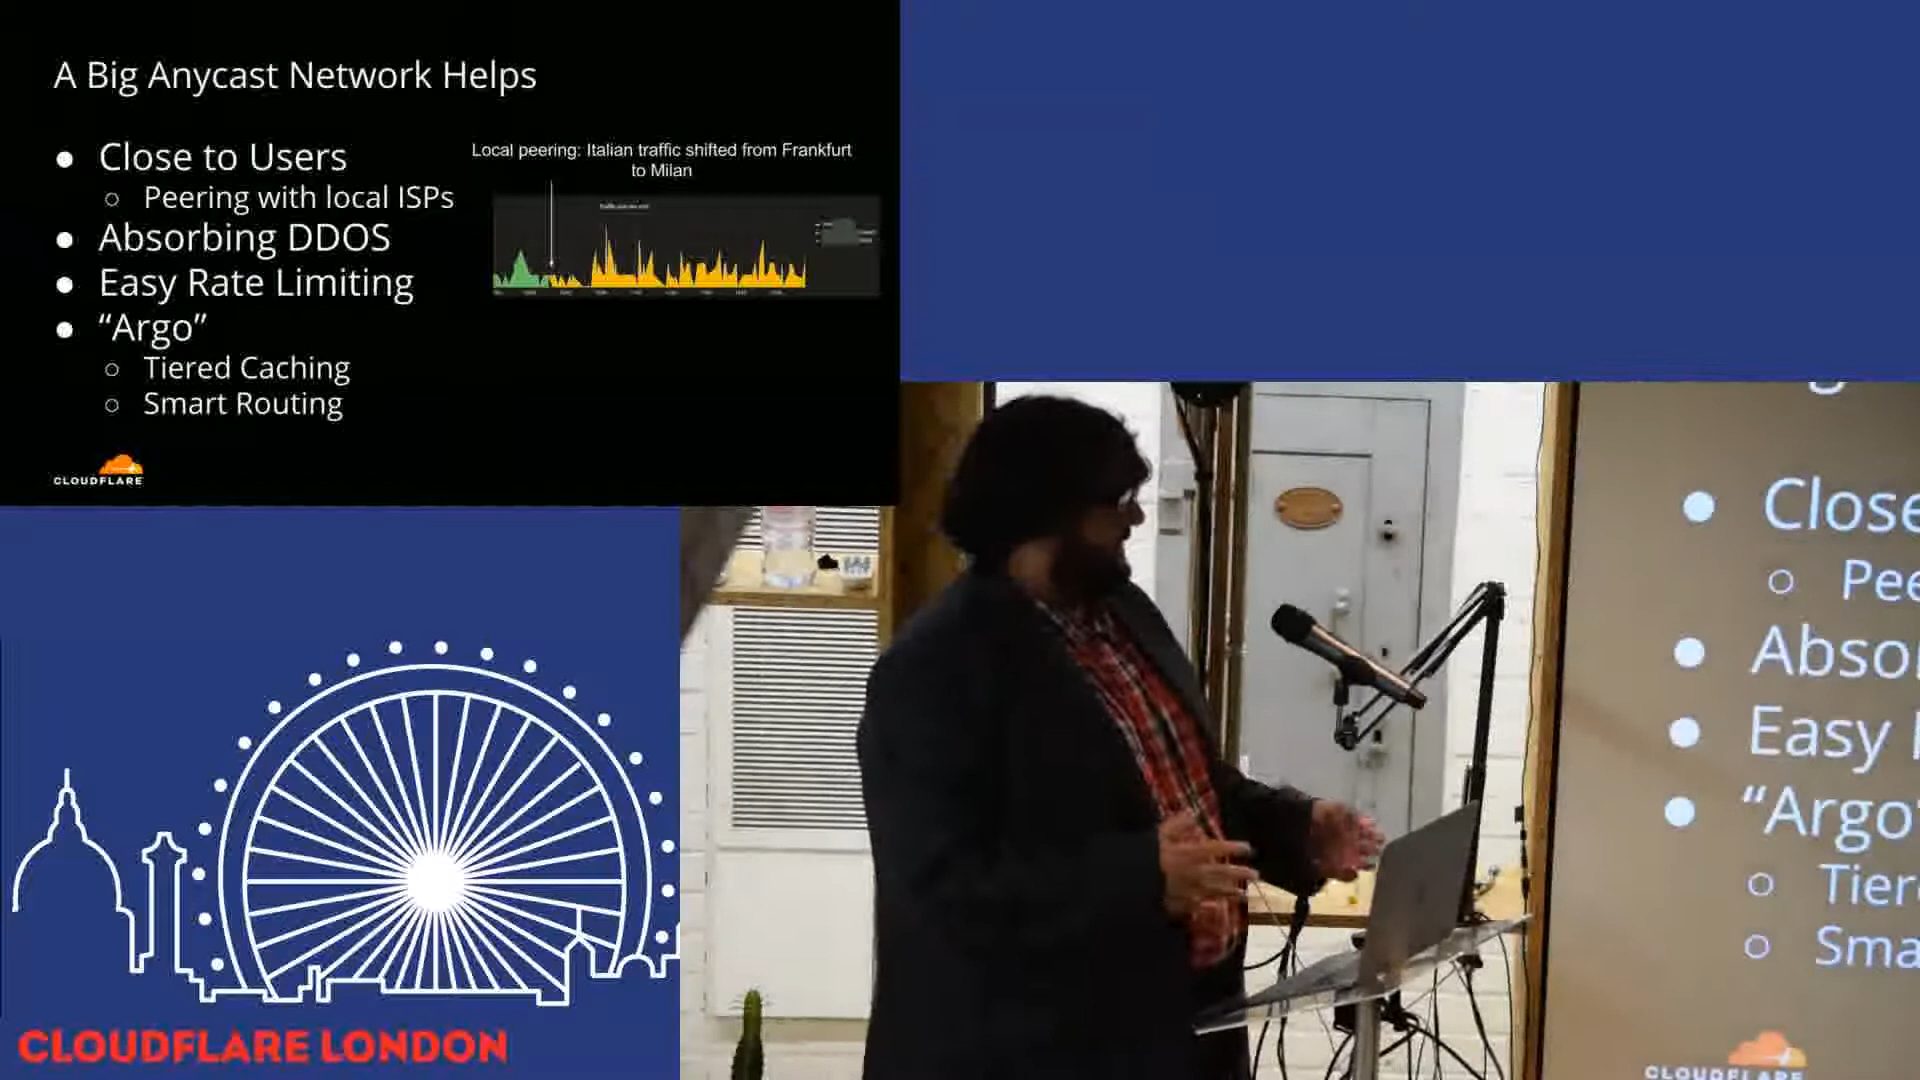 A Big Anycast Network Helps
● Close to Users
○ Peering with local ISPs
● Absorbing DDOS
● Easy Rate Limiting
● “Argo”
○ Tiered Caching
○ Smart Routing
Local peering: Italian traffic shifted from Frankfurt
to Milan
CLOUDFLARE
CLOUDFLARE LONDON
● Close
○ Pee
● Abso
● Easy
● “Argo”
○ Tier
○ Sma
CLOUDFLARE